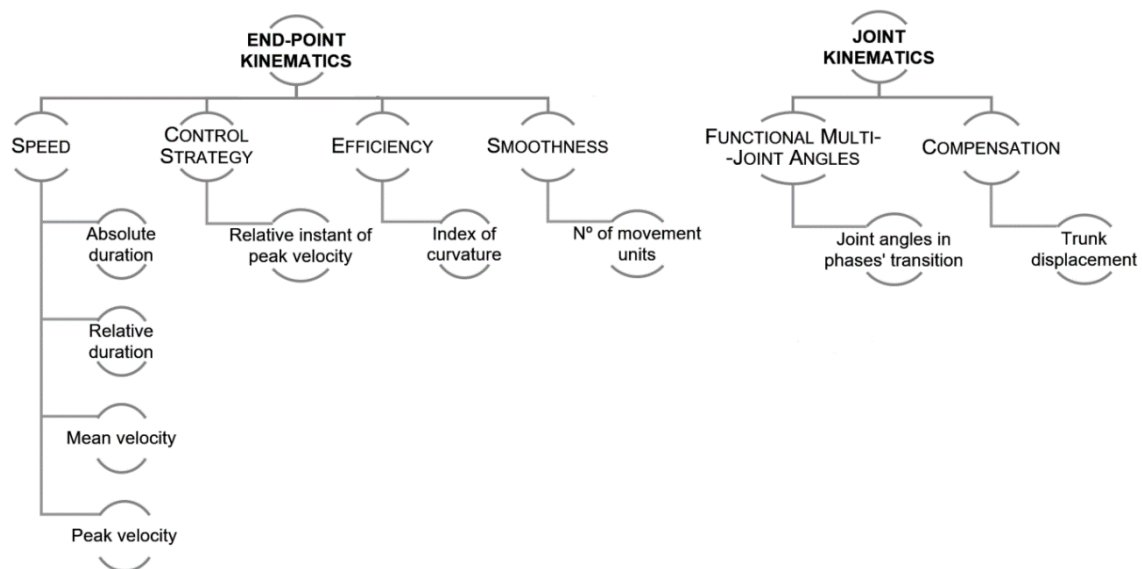 END-POINT
KINEMATICS
JOINT
KINEMATICS
SPEED
CONTROL
STRATEGY
EFFICIENCY
SMOOTHNESS
FUNCTIONAL MULTI-
-JOINT ANGLES
COMPENSATION
Absolute
duration
Relative instant of
peak velocity
Index of
curvature
Nº of movement
units
Joint angles in
phases' transition
Trunk
displacement
Relative
duration
Mean velocity
Peak velocity